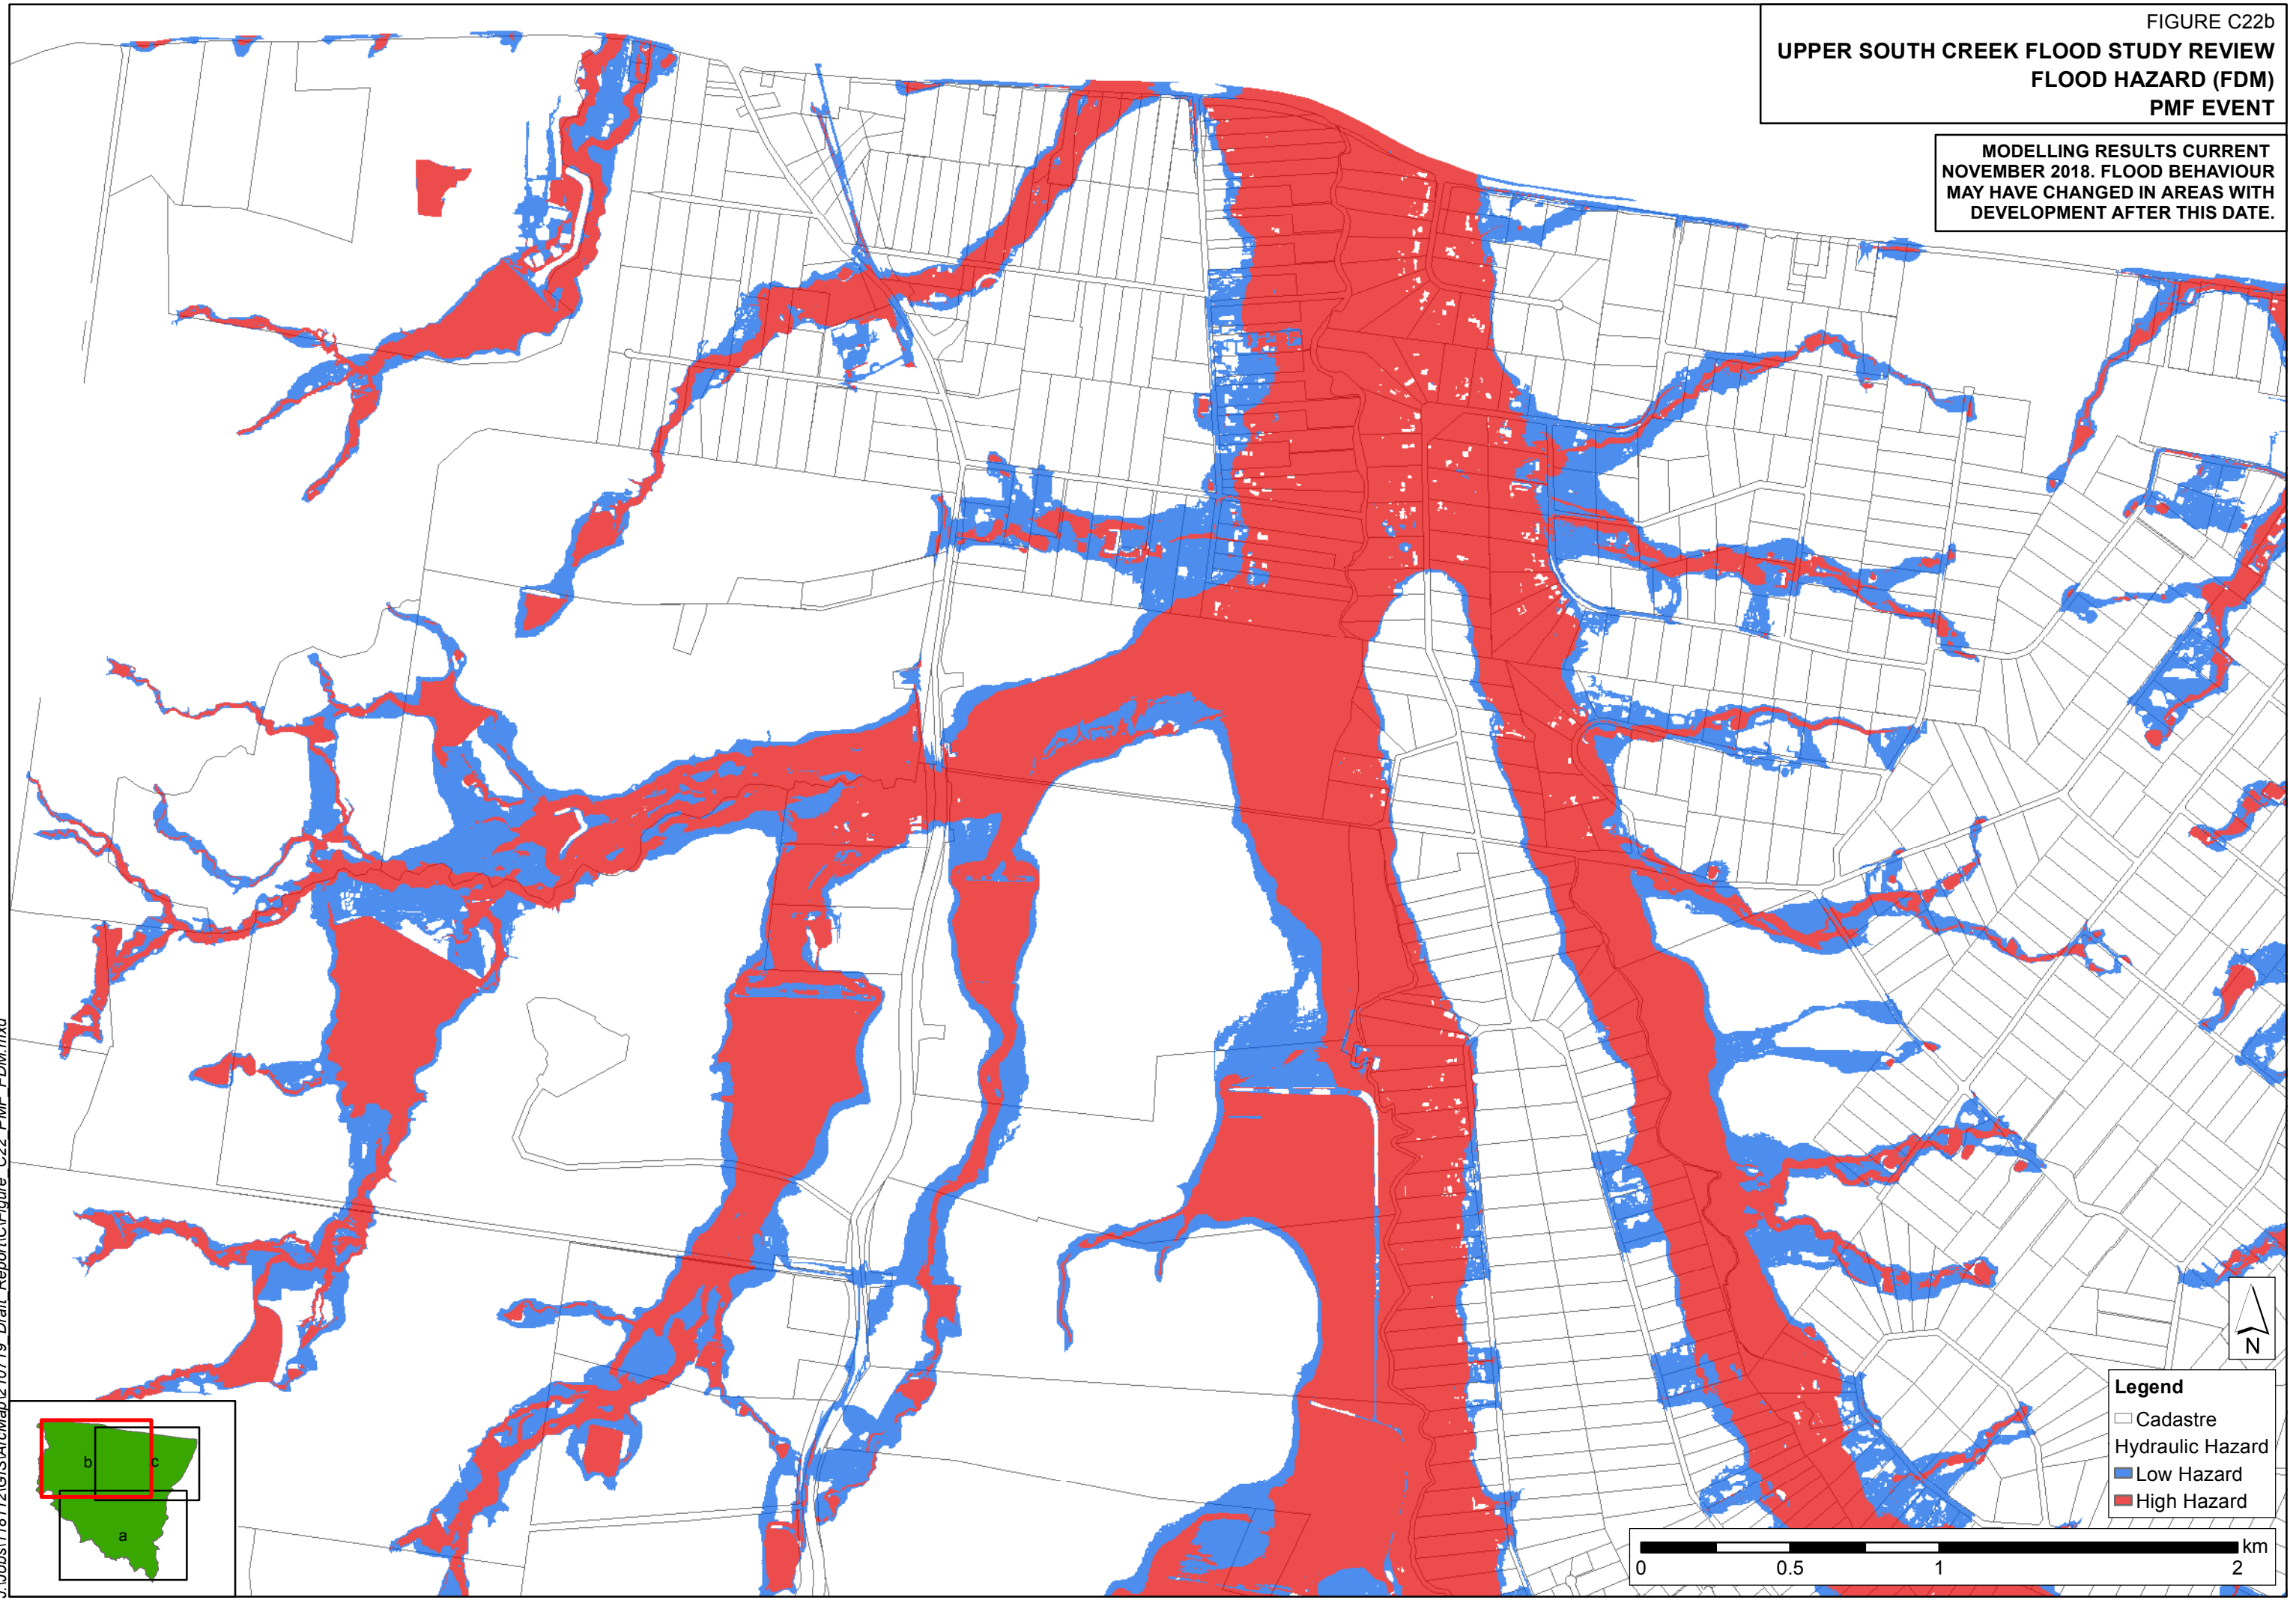 FIGURE C22b
UPPER SOUTH CREEK FLOOD STUDY REVIEW
FLOOD HAZARD (FDM)
PMF EVENT
MODELLING RESULTS CURRENT
NOVEMBER 2018. FLOOD BEHAVIOUR
MAY HAVE CHANGED IN AREAS WITH
DEVELOPMENT AFTER THIS DATE.
N
Legend
Cadastre
Hydraulic Hazard
Low Hazard
High Hazard
km
0 0.5 1 2
b c
a